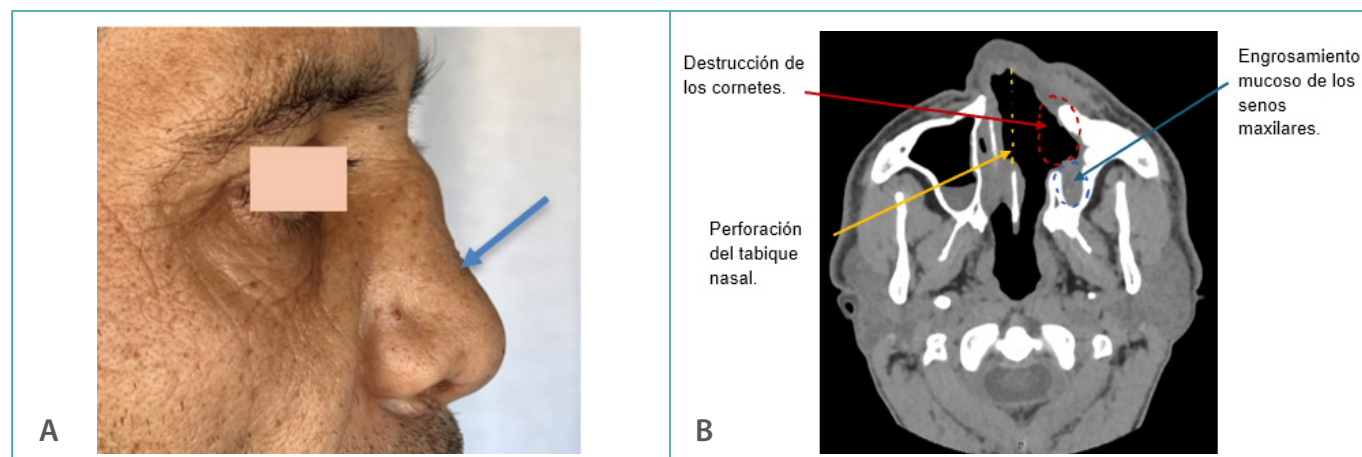 Destrucción de
los cornetes.
Engrosamiento
mucoso de los
senos
maxilares.
Perforación
del tabique
nasal.
A
B